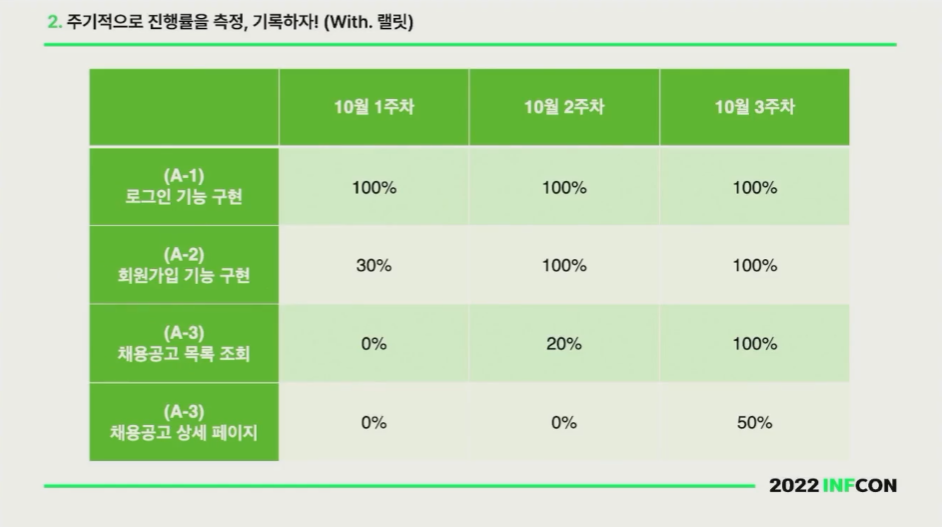 2. 주기적으로 진행률을 측정, 기록하자! (With. 랠릿)
10월 1주차 10월 2주차 10월 3주차
(A-1)
로그인 기능 구현 100% 100% 100%
(A-2)
회원가입 기능 구현 30% 100% 100%
(A-3)
채용공고 목록 조회 0% 20% 100%
(A-3)
채용공고 상세 페이지 0% 0% 50%
2022 INFCON